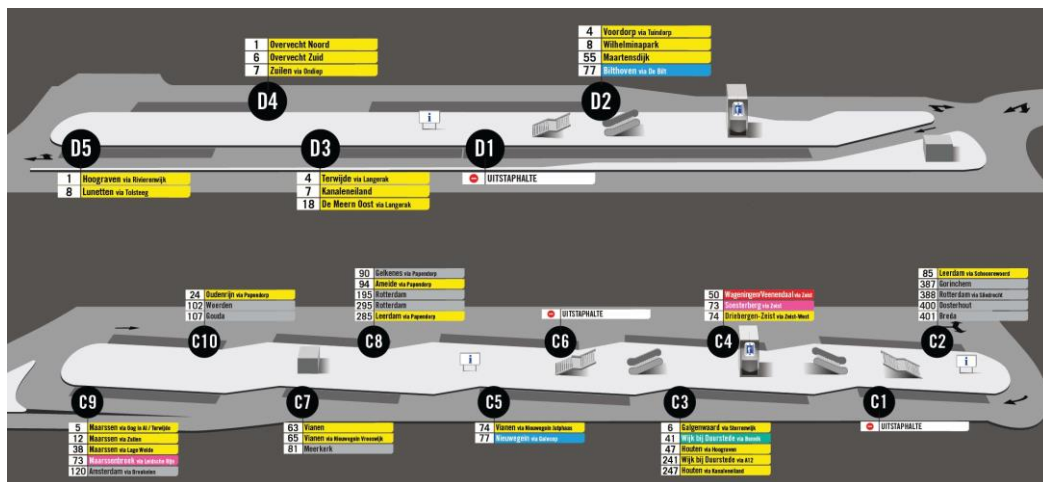 1 Overvecht Noord
6 Overvecht Zuid
7 Zuilen via Ondiep
D4
4 Voordorp via Tuindorp
8 Wilhelminapark
55 Maartensdijk
77 Bilthoven via De Bilt
D2
i
D5
1 Hoograven via Rivierenwijk
8 Lunetten via Tolsteeg
D3
4 Terwijde via Langerak
7 Kanaleneiland
18 De Meern Oost via Langerak
D1
UITSTAPHALTE
24 Oudenrijn via Papendorp
102 Woerden
107 Gouda
C10
90 Gelkenes via Papendorp
94 Ameide via Papendorp
195 Rotterdam
295 Rotterdam
285 Leerdam via Papendorp
C8
UITSTAPHALTE
C6
50 Wageningen/Veenendaal via Zeist
73 Soesterberg via Zeist
74 Driebergen-Zeist via Zeist-West
C4
85 Leerdam via Schoonrewoerd
387 Gorinchem
388 Rotterdam via Sliedrecht
400 Oosterhout
401 Breda
C2
i
i
C9
5 Maarssen via Oog in Al / Terwijde
12 Maarssen via Zuilen
38 Maarssen via Lage Weide
73 Maarssenbroek via Leidsche Rijn
120 Amsterdam via Breukelen
C7
63 Vianen
65 Vianen via Nieuwegein Vreeswijk
81 Meerkerk
C5
74 Vianen via Nieuwegein Jutphaas
77 Nieuwegein via Galecop
C3
6 Galgenwaard via Sterrenwijk
41 Wijk bij Duurstede via Bunnik
47 Houten via Hoograven
241 Wijk bij Duurstede via A12
247 Houten via Kanaleneiland
C1
UITSTAPHALTE